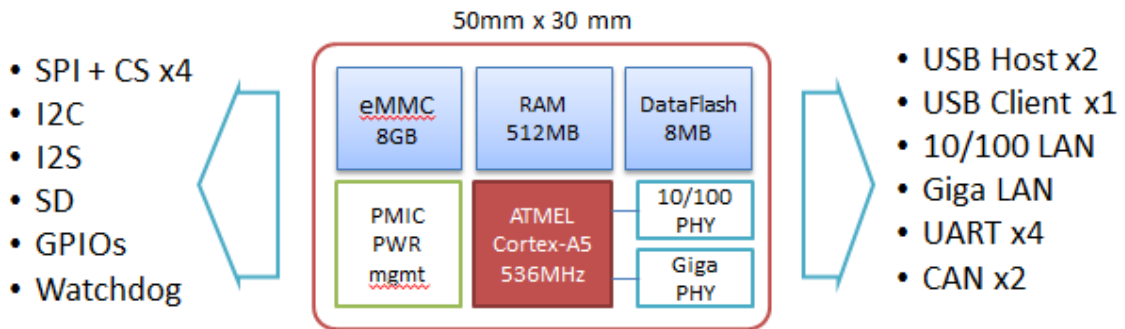 50mm x 30 mm
• SPI + CS x4
• I2C
• I2S
• SD
• GPIOs
• Watchdog
eMMC
8GB
RAM
512MB
DataFlash
8MB
PMIC
PWR
mgmt
ATMEL
Cortex-A5
536MHz
10/100
PHY
Giga
PHY
• USB Host x2
• USB Client x1
• 10/100 LAN
• Giga LAN
• UART x4
• CAN x2